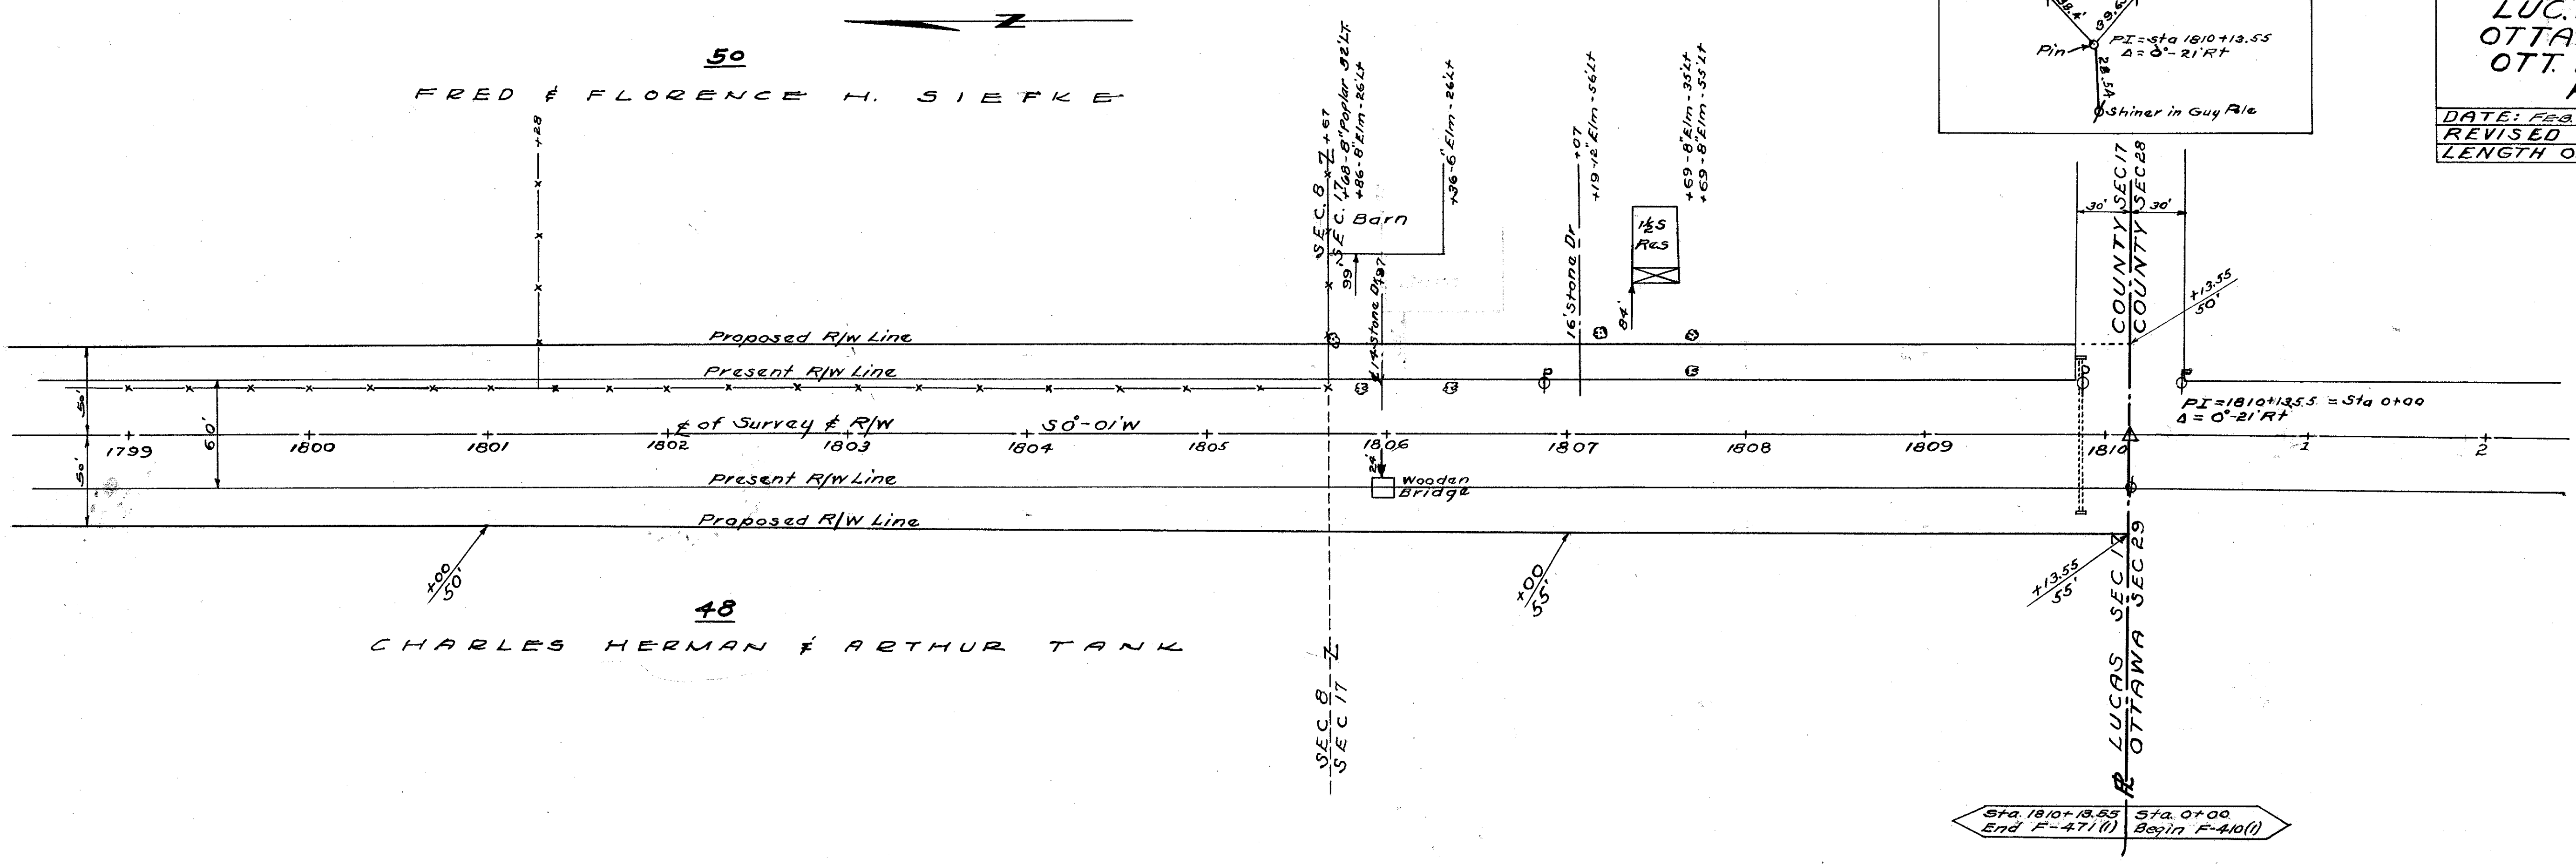 Z
50
FRED & FLORENCE H. SIEFKE
+28
SEC. 8
SEC. 17
Z +67
+68-8"Poplar 32'LT.
+86-8"Elm-26'Lt
+36-6"Elm-26'Lt
Barn
99'
₵ 14' stone Dr.
+07
16' Stone Dr
+19-12"Elm-56'Lt
+69-8"Elm-35'Lt
+69-8"Elm-55'Lt
1½S
Res
84'
39.4'
Pin
PI=Sta 1810+13.55
Δ=0°-21'Rt
28.54
Shiner in Guy Pole
LUC.
OTTA
OTT.
DATE: FEB.
REVISED
LENGTH O
COUNTY SEC 17
COUNTY SEC 28
30'
30'
+13.55
50'
Proposed R/W Line
Present R/W Line
50'
60'
50'
₵ of Survey & R/W
S0°-01'W
1799
1800
1801
1802
1803
1804
1805
1806
1807
1808
1809
1810
1
2
PI=1810+13.55 = Sta 0+00
Δ=0°-21'Rt
24'
Wooden
Bridge
Present R/W Line
Proposed R/W Line
+00
50'
+00
55'
+13.55
55'
48
CHARLES HERMAN & ARTHUR TANK
SEC 8
SEC 17
Z
LUCAS SEC 17
OTTAWA SEC 29
Sta. 1810+13.55
End F-471(1)
Sta. 0+00
Begin F-410(1)